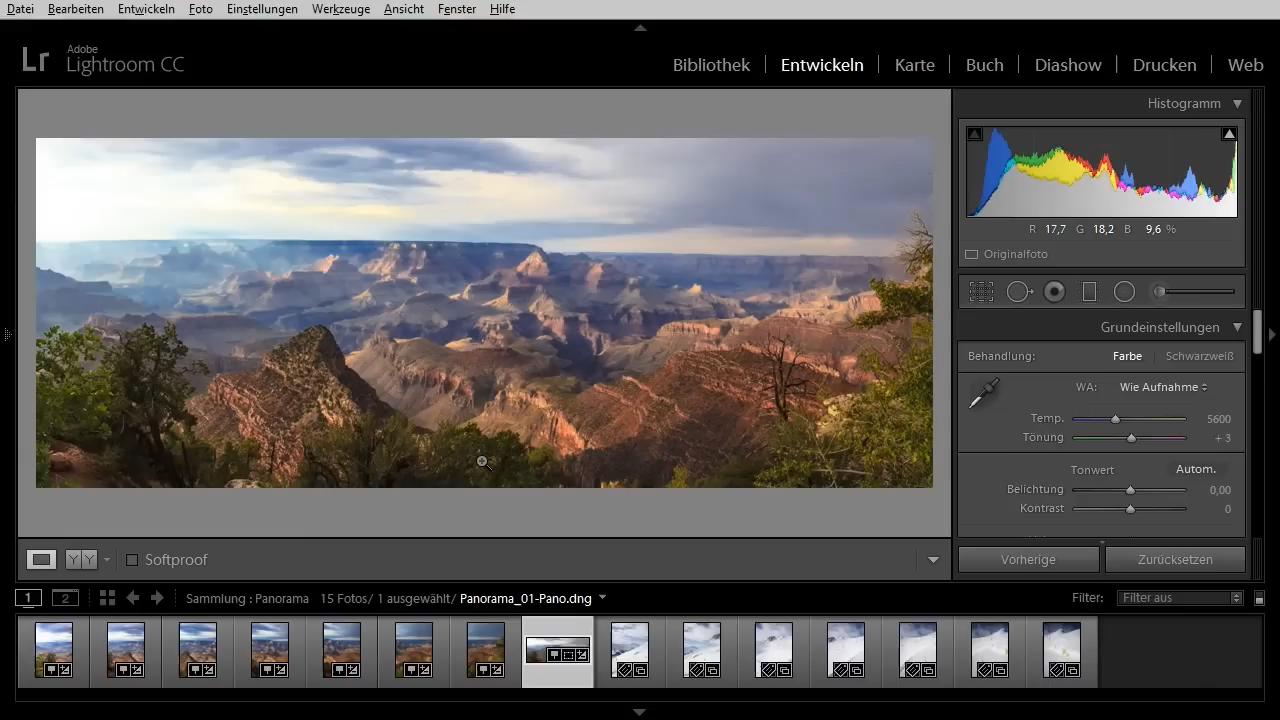 Datei Bearbeiten Entwickeln Foto Einstellungen Werkzeuge Ansicht Fenster Hilfe
Lr Adobe
Lightroom CC
Bibliothek Entwickeln Karte Buch Diashow Drucken Web
Histogramm
R 17,7 G 18,2 B 9,6 %
Originalfoto
Grundeinstellungen
Behandlung: Farbe Schwarzweiß
WA: Wie Aufnahme
Temp. 5600
Tönung + 3
Tonwert Autom.
Belichtung 0,00
Kontrast 0
YY Softproof
Vorherige Zurücksetzen
1 2 Sammlung : Panorama 15 Fotos/ 1 ausgewählt/ Panorama_01-Pano.dng Filter: Filter aus